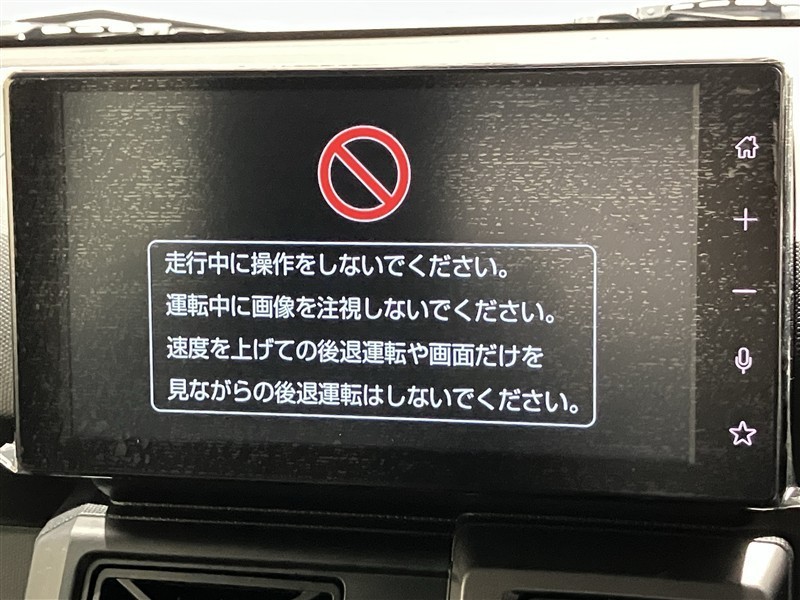 走行中に操作をしないでください。
運転中に画像を注視しないでください。
速度を上げての後退運転や画面だけを
見ながらの後退運転はしないでください。